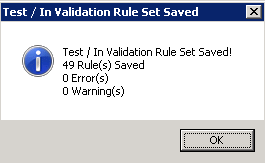 Test / In Validation Rule Set Saved
Test / In Validation Rule Set Saved!
49 Rule(s) Saved
0 Error(s)
0 Warning(s)
OK